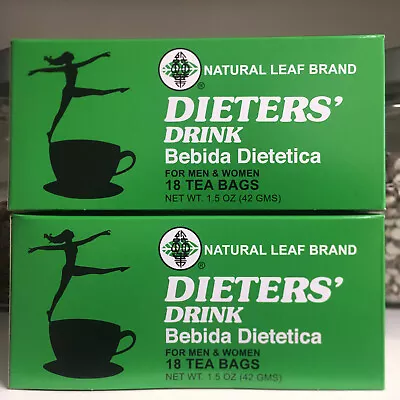 NATURAL LEAF BRAND
®
DIETERS'
DRINK
Bebida Dietetica
FOR MEN & WOMEN
18 TEA BAGS
NET WT. 1.5 OZ (42 GMS)
NATURAL LEAF BRAND
®
DIETERS'
DRINK
Bebida Dietetica
FOR MEN & WOMEN
18 TEA BAGS
NET WT. 1.5 OZ (42 GMS)